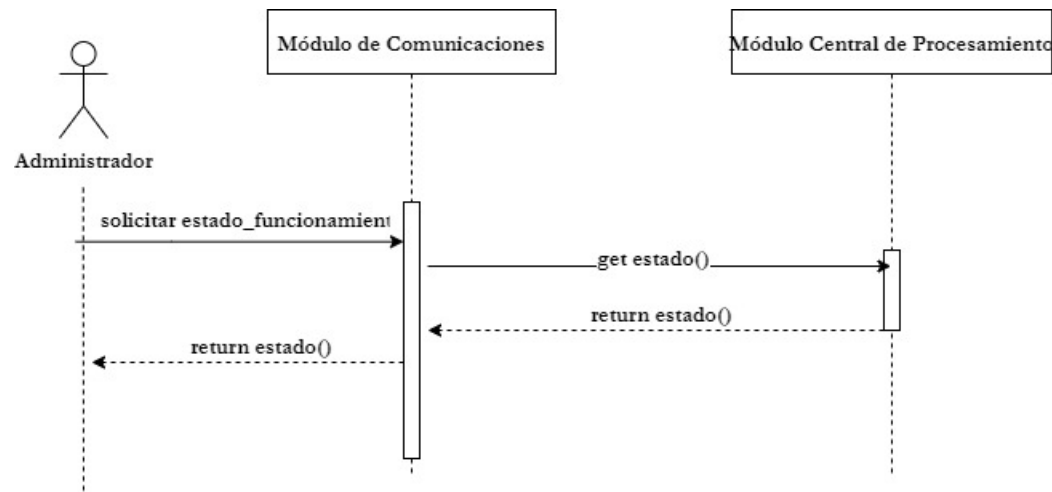 Módulo de Comunicaciones
Módulo Central de Procesamiento
Administrador
solicitar estado_funcionamient
get estado()
return estado()
return estado()